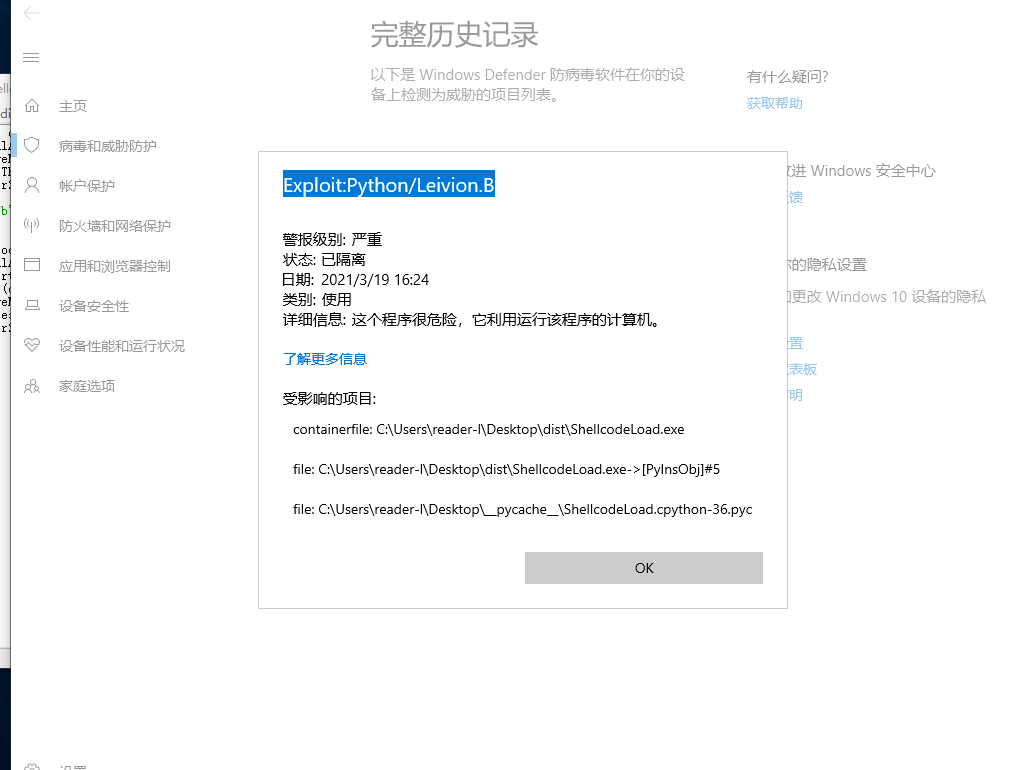 完整历史记录
以下是 Windows Defender 防病毒软件在你的设
备上检测为威胁的项目列表。
有什么疑问?
获取帮助
主页
病毒和威胁防护
帐户保护
防火墙和网络保护
应用和浏览器控制
设备安全性
设备性能和运行状况
家庭选项
Exploit:Python/Leivion.B
警报级别: 严重
状态: 已隔离
日期: 2021/3/19 16:24
类别: 使用
详细信息: 这个程序很危险，它利用运行该程序的计算机。
了解更多信息
受影响的项目:
containerfile: C:\Users\reader-l\Desktop\dist\ShellcodeLoad.exe
file: C:\Users\reader-l\Desktop\dist\ShellcodeLoad.exe->[PyInsObj]#5
file: C:\Users\reader-l\Desktop\__pycache__\ShellcodeLoad.cpython-36.pyc
OK
进 Windows 安全中心
馈
的隐私设置
更改 Windows 10 设备的隐私
置
表板
明